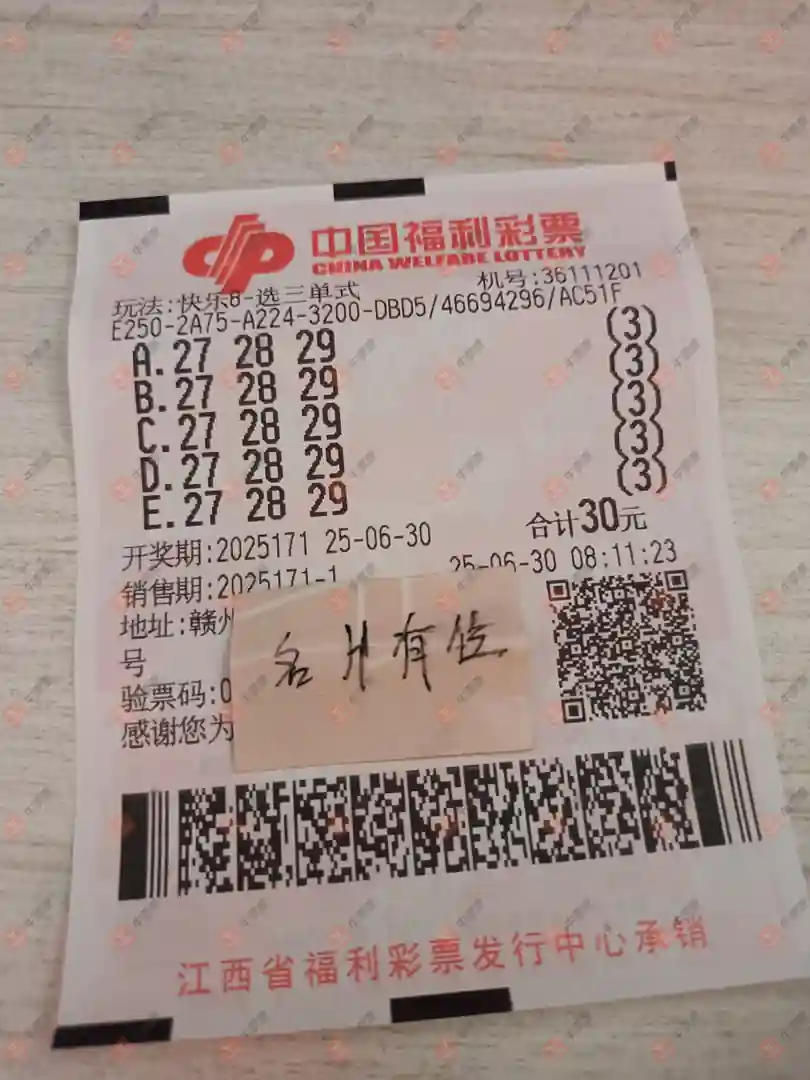 中国福利彩票
CHINA WELFARE LOTTERY
玩法:快乐8-选三单式 机号:36111201
E250-2A75-A224-3200-DBD5/46694296/AC51F
A.27 28 29 (3)
B.27 28 29 (3)
C.27 28 29 (3)
D.27 28 29 (3)
E.27 28 29 (3)
合计30元
开奖期:2025171 25-06-30
销售期:2025171-1 25-06-30 08:11:23
地址:赣州
号
验票码:0
感谢您为
名片有位
江西省福利彩票发行中心承销